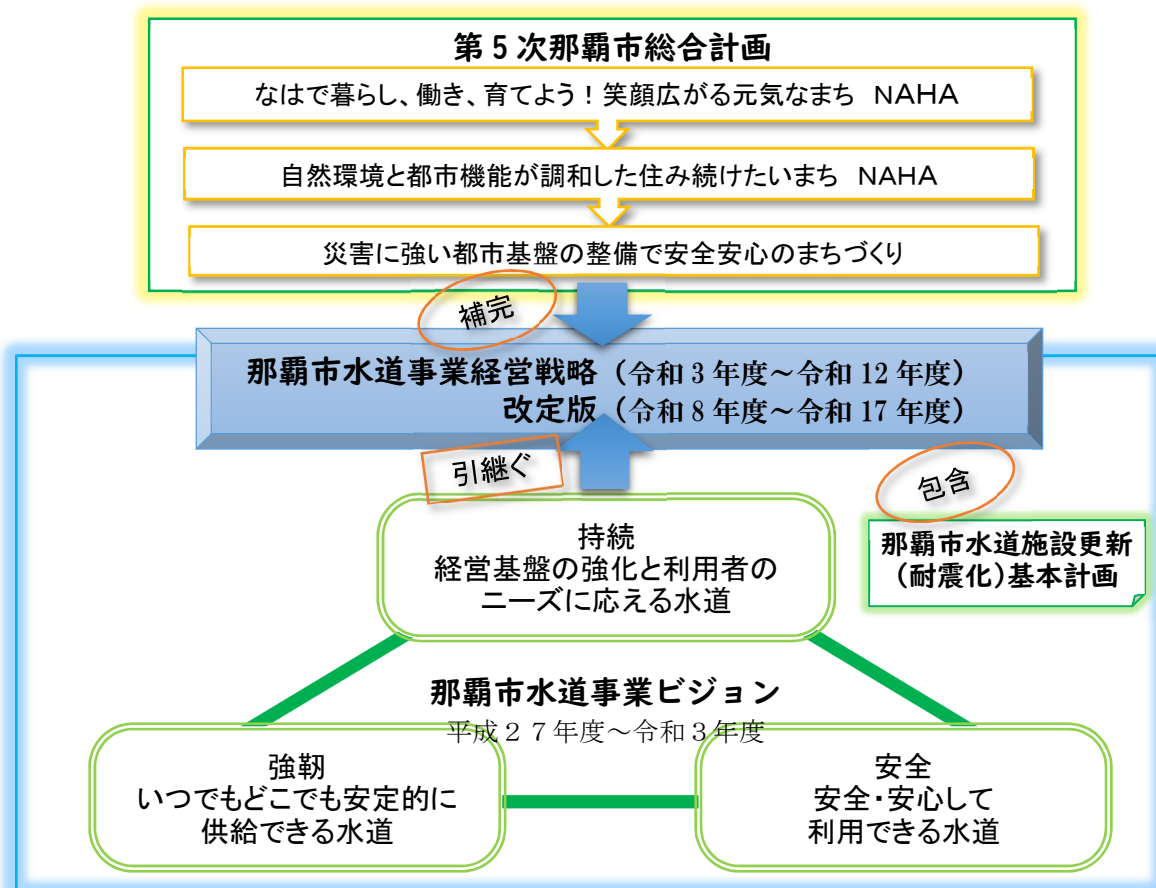 第5次那覇市総合計画
なはで暮らし、働き、育てよう！笑顔広がる元気なまち　NAHA
自然環境と都市機能が調和した住み続けたいまち　NAHA
災害に強い都市基盤の整備で安全安心のまちづくり
補完
那覇市水道事業経営戦略（令和3年度～令和12年度）
改定版（令和8年度～令和17年度）
引継ぐ
包含
那覇市水道施設更新
（耐震化）基本計画
持続
経営基盤の強化と利用者の
ニーズに応える水道
那覇市水道事業ビジョン
平成２７年度～令和３年度
強靭
いつでもどこでも安定的に
供給できる水道
安全
安全・安心して
利用できる水道